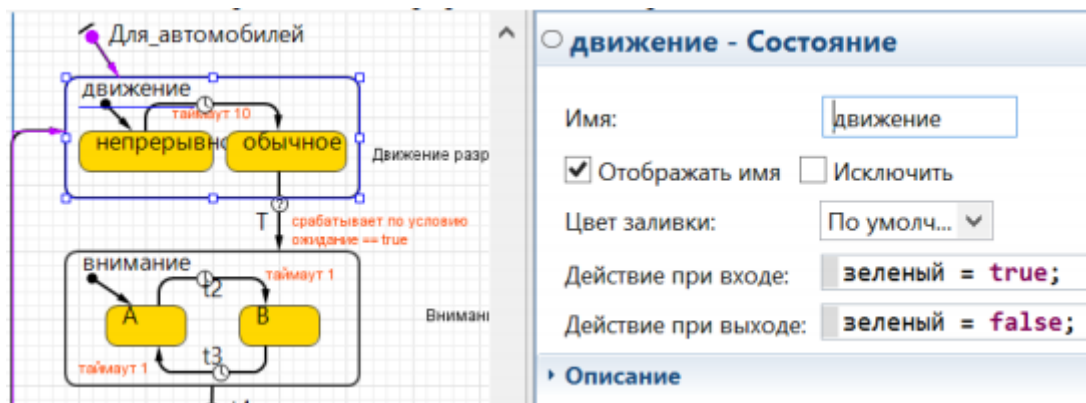 Для_автомобилей
движение
таймаут 10
непрерывно обычное
Движение разр
T срабатывает по условию
ожидание == true
внимание
таймаут 1
t2
A B
Внимани
t3
таймаут 1
движение - Состояние
Имя: движение
Отображать имя Исключить
Цвет заливки: По умолч...
Действие при входе: зеленый = true;
Действие при выходе: зеленый = false;
Описание